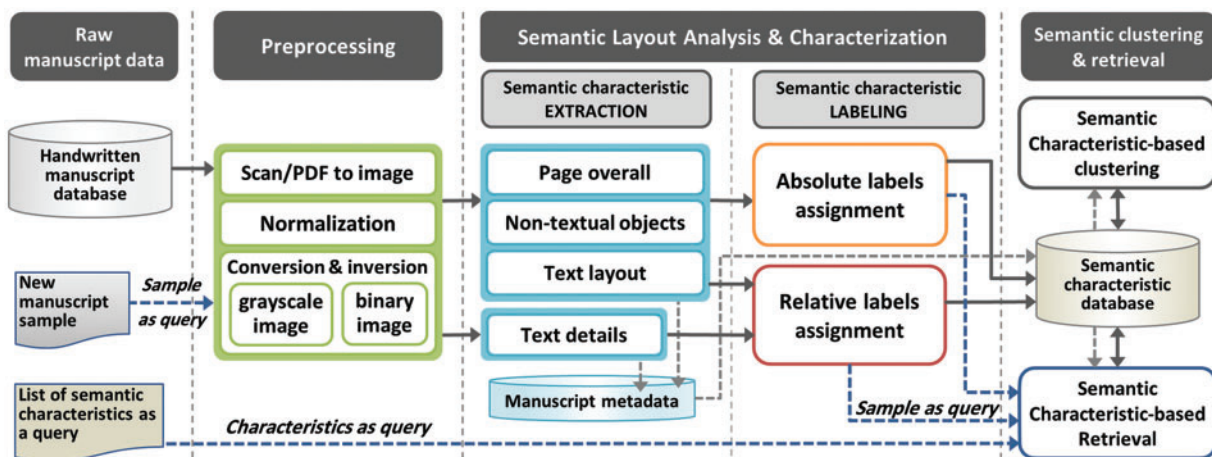 Raw
manuscript data
Preprocessing
Semantic Layout Analysis & Characterization
Semantic clustering
& retrieval
Semantic characteristic
EXTRACTION
Semantic characteristic
LABELING
Handwritten
manuscript
database
Scan/PDF to image
Normalization
Conversion & inversion
grayscale
image
binary
image
Page overall
Non-textual objects
Text layout
Text details
Manuscript metadata
Absolute labels
assignment
Relative labels
assignment
Semantic
Characteristic-based
clustering
Semantic
characteristic
database
Semantic
Characteristic-based
Retrieval
New
manuscript
sample
Sample
as query
List of semantic
characteristics as
a query
Characteristics as query
Sample as query